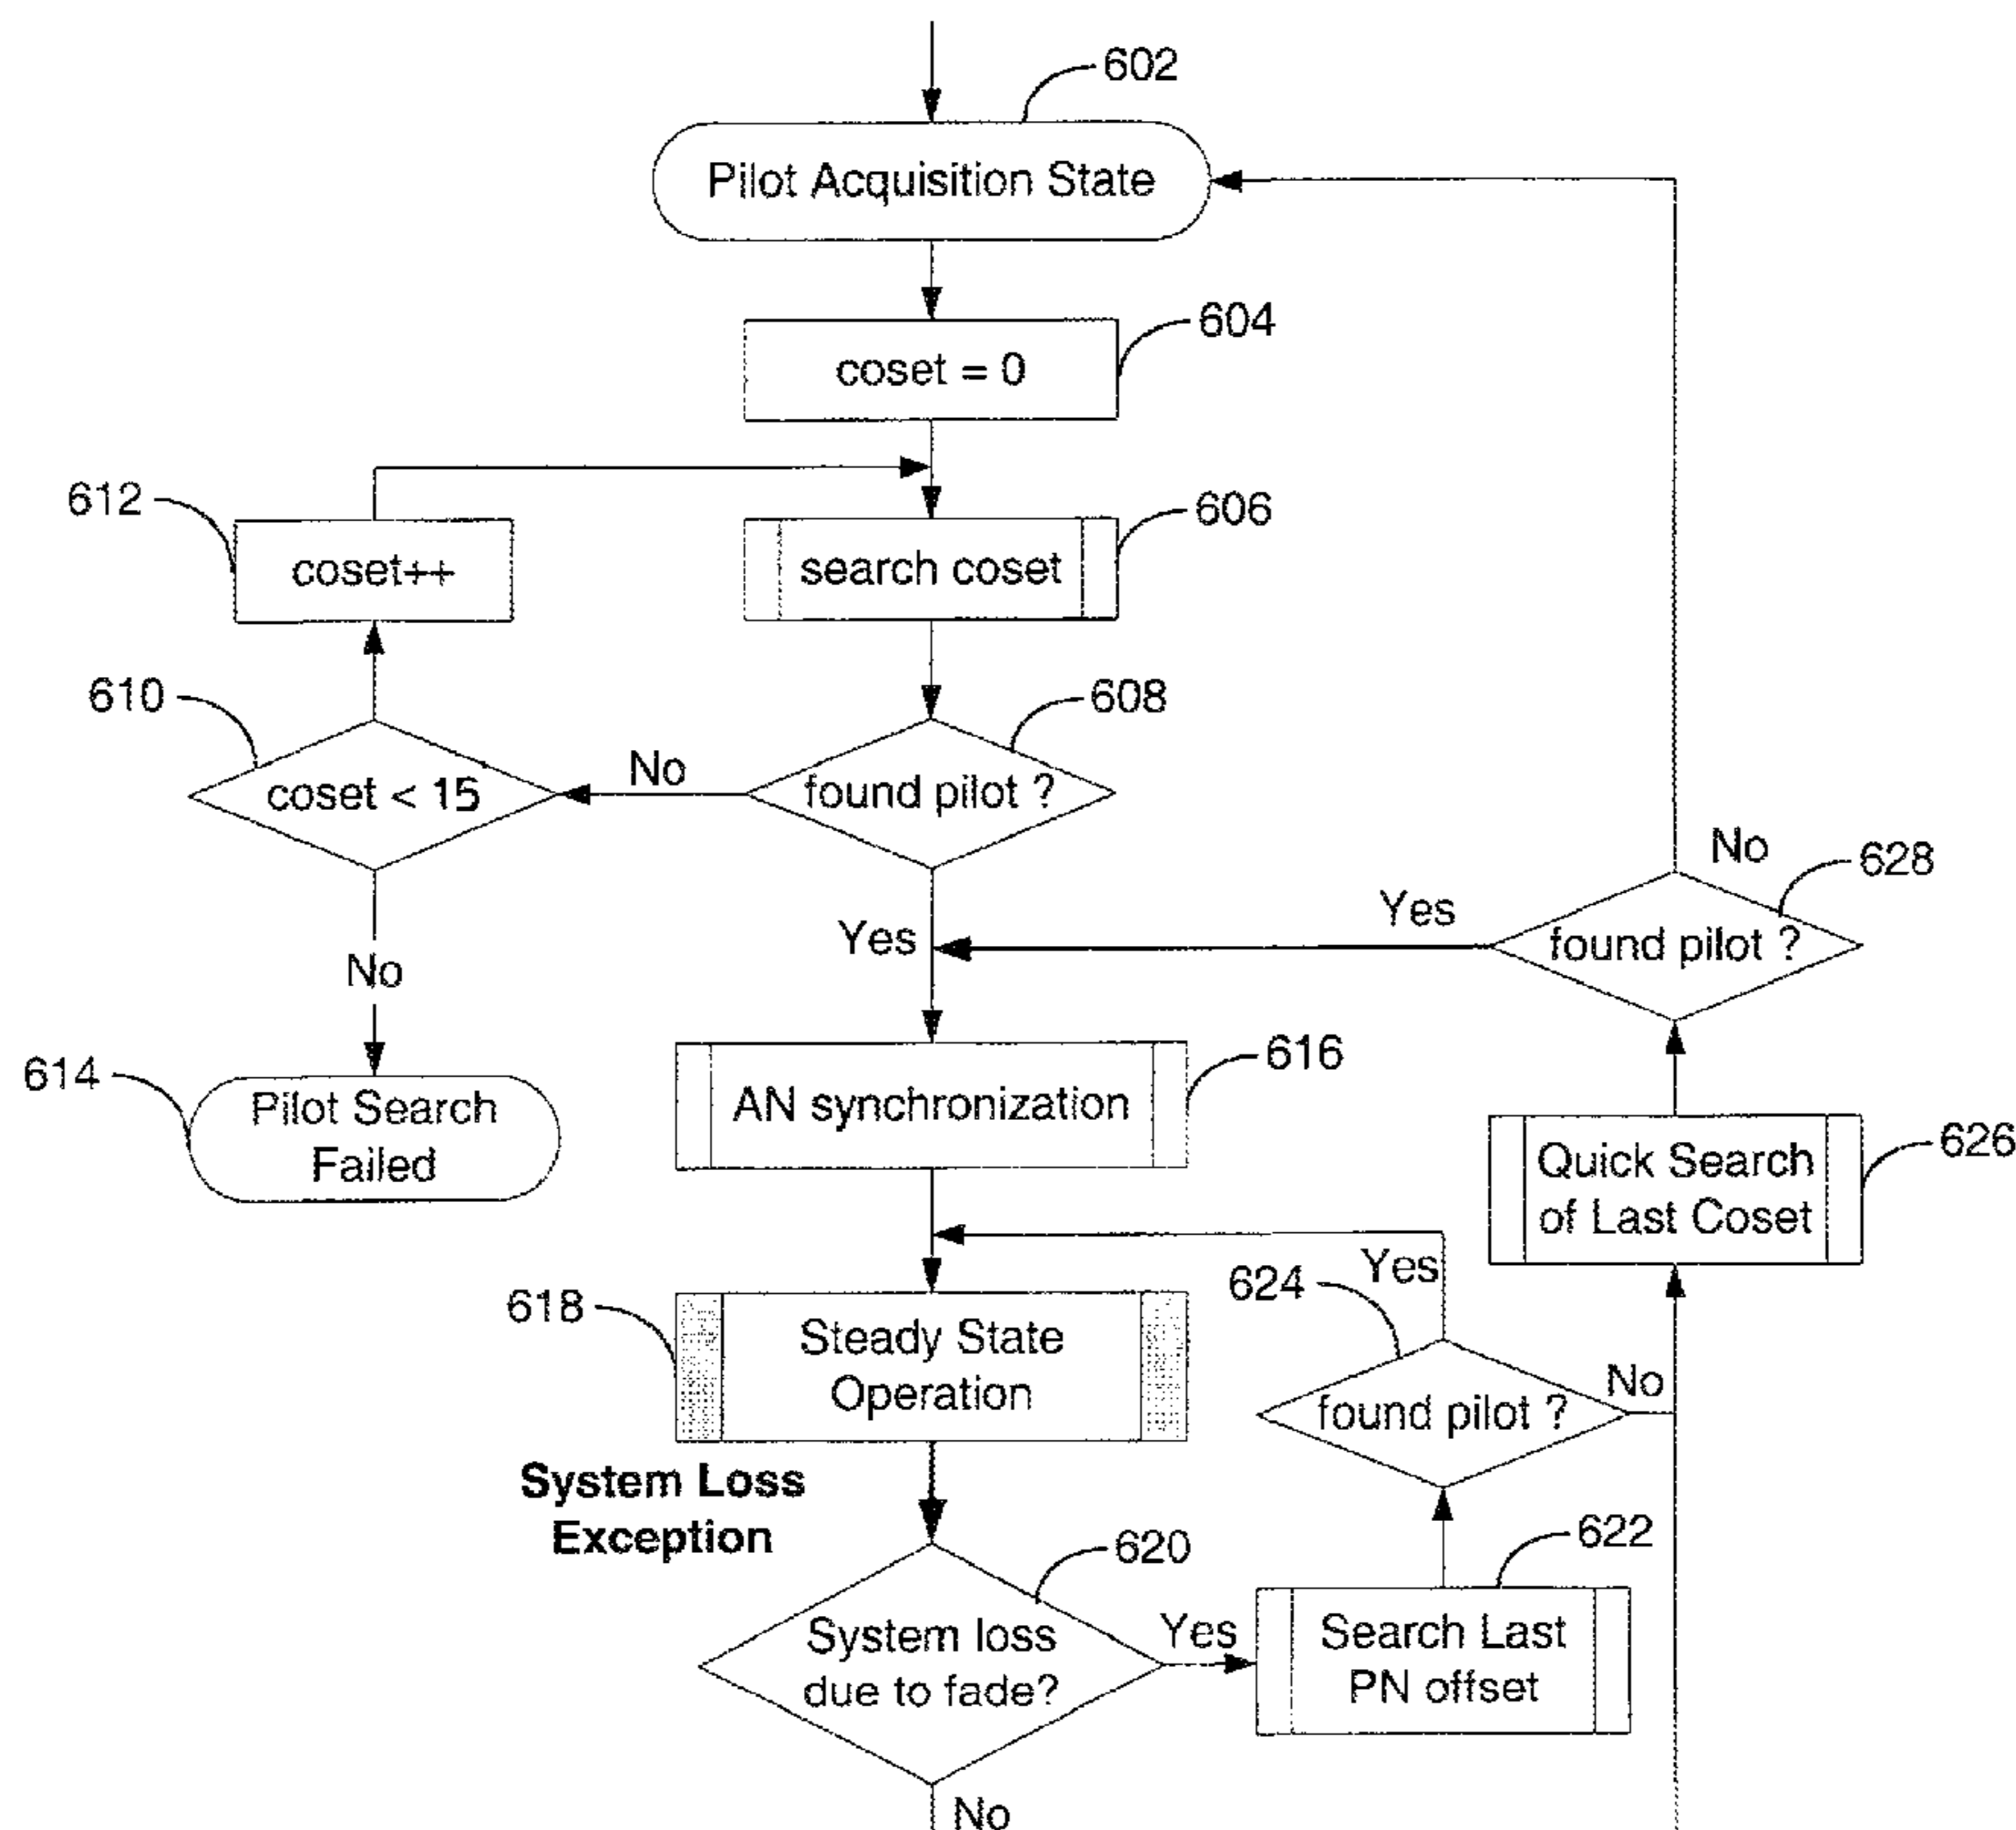 602
Pilot Acquisition State
604
coset = 0
612
606
coset++
search coset
610
608
coset < 15
No
found pilot ?
No
628
Yes
Yes
found pilot ?
No
614
Pilot Search
Failed
616
AN synchronization
626
Quick Search
of Last Coset
618
Steady State
Operation
624
Yes
found pilot ?
No
System Loss
Exception
620
622
System loss
due to fade?
Yes
Search Last
PN offset
No